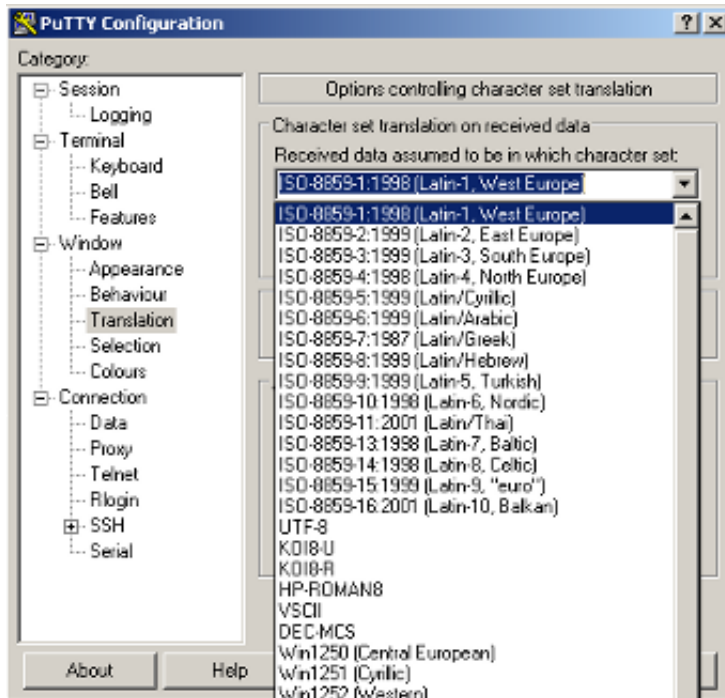 PuTTY Configuration
Category:
Session
Logging
Terminal
Keyboard
Bell
Features
Window
Appearance
Behaviour
Translation
Selection
Colours
Connection
Data
Proxy
Telnet
Rlogin
SSH
Serial
Options controlling character set translation
Character set translation on received data
Received data assumed to be in which character set:
ISO-8859-1:1998 (Latin-1, West Europe)
ISO-8859-1:1998 (Latin-1, West Europe)
ISO-8859-2:1999 (Latin-2, East Europe)
ISO-8859-3:1999 (Latin-3, South Europe)
ISO-8859-4:1998 (Latin-4, North Europe)
ISO-8859-5:1999 (Latin/Cyrillic)
ISO-8859-6:1999 (Latin/Arabic)
ISO-8859-7:1987 (Latin/Greek)
ISO-8859-8:1999 (Latin/Hebrew)
ISO-8859-9:1999 (Latin-5, Turkish)
ISO-8859-10:1998 (Latin-6, Nordic)
ISO-8859-11:2001 (Latin/Thai)
ISO-8859-13:1998 (Latin-7, Baltic)
ISO-8859-14:1998 (Latin-8, Celtic)
ISO-8859-15:1999 (Latin-9, "euro")
ISO-8859-16:2001 (Latin-10, Balkan)
UTF-8
KOI8-U
KOI8-R
HP-ROMAN8
VSCII
DEC-MCS
Win1250 (Central European)
Win1251 (Cyrillic)
Win1252 (Western)
About
Help